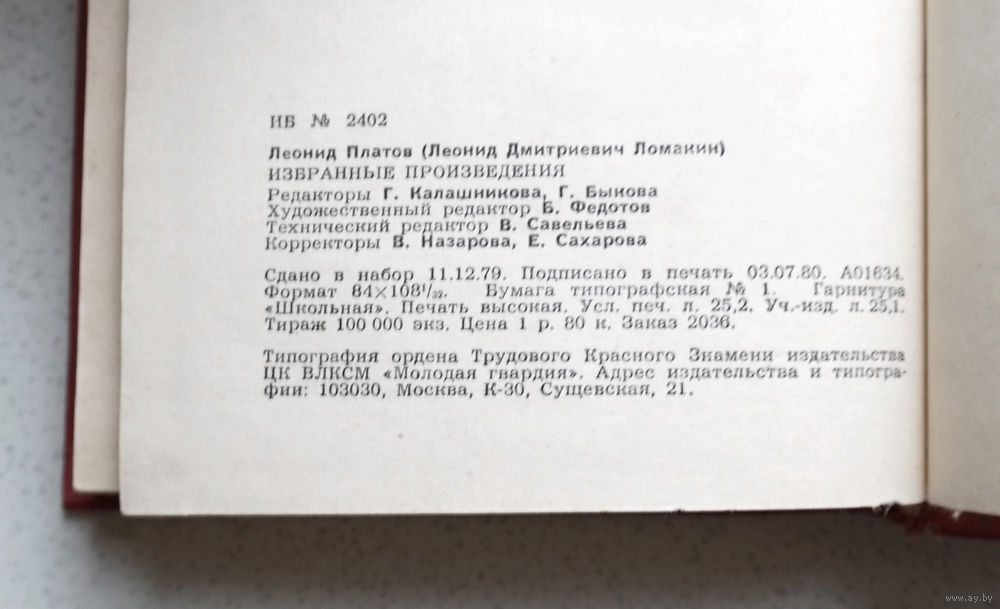 ИБ № 2402
Леонид Платов (Леонид Дмитриевич Ломакин)
ИЗБРАННЫЕ ПРОИЗВЕДЕНИЯ
Редакторы Г. Калашникова, Г. Быкова
Художественный редактор Б. Федотов
Технический редактор В. Савельева
Корректоры В. Назарова, Е. Сахарова
Сдано в набор 11.12.79. Подписано в печать 03.07.80. А01634.
Формат 84×108¹/₃₂. Бумага типографская № 1. Гарнитура
«Школьная». Печать высокая. Усл. печ. л. 25,2. Уч.-изд. л. 25,1.
Тираж 100 000 экз. Цена 1 р. 80 к. Заказ 2036.
Типография ордена Трудового Красного Знамени издательства
ЦК ВЛКСМ «Молодая гвардия». Адрес издательства и типогра-
фии: 103030, Москва, К-30, Сущевская, 21.
www.ay.by